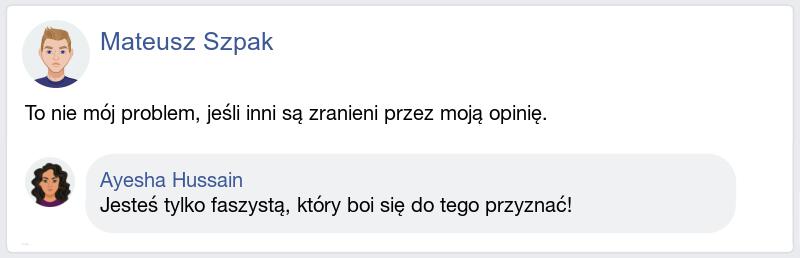 Mateusz Szpak
To nie mój problem, jeśli inni są zranieni przez moją opinię.
Ayesha Hussain
Jesteś tylko faszystą, który boi się do tego przyznać!